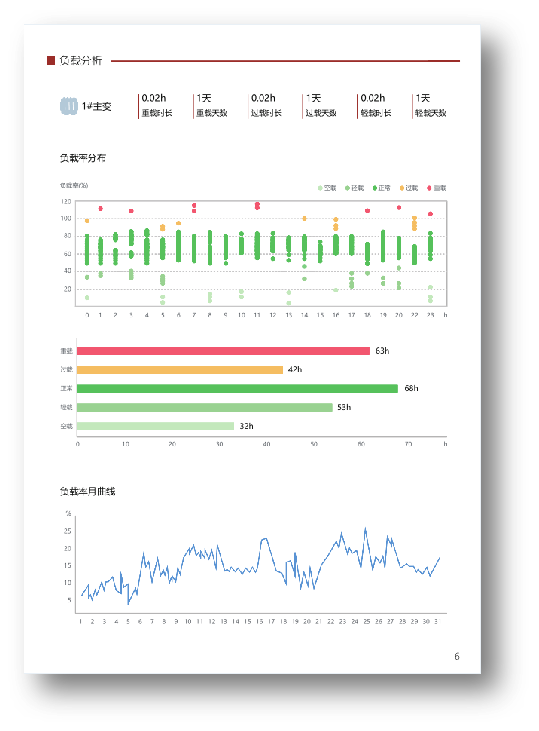 负载分析
1#主变
0.02h 1天 0.02h 1天 0.02h 1天
重载时长 重载天数 过载时长 过载天数 轻载时长 轻载天数
负载率分布
负载率(%)
空载 轻载 正常 过载 重载
120
100
80
60
40
20
0 1 2 3 4 5 6 7 8 9 10 11 12 13 14 15 16 17 18 19 20 22 23 h
重载 63h
过载 42h
正常 68h
轻载 53h
空载 32h
0 10 20 30 40 50 60 70 h
负载率月曲线
%
25
20
15
10
5
1 2 3 4 5 6 7 8 9 10 11 12 13 14 15 16 17 18 19 20 21 22 23 24 25 26 27 28 29 30 3
6